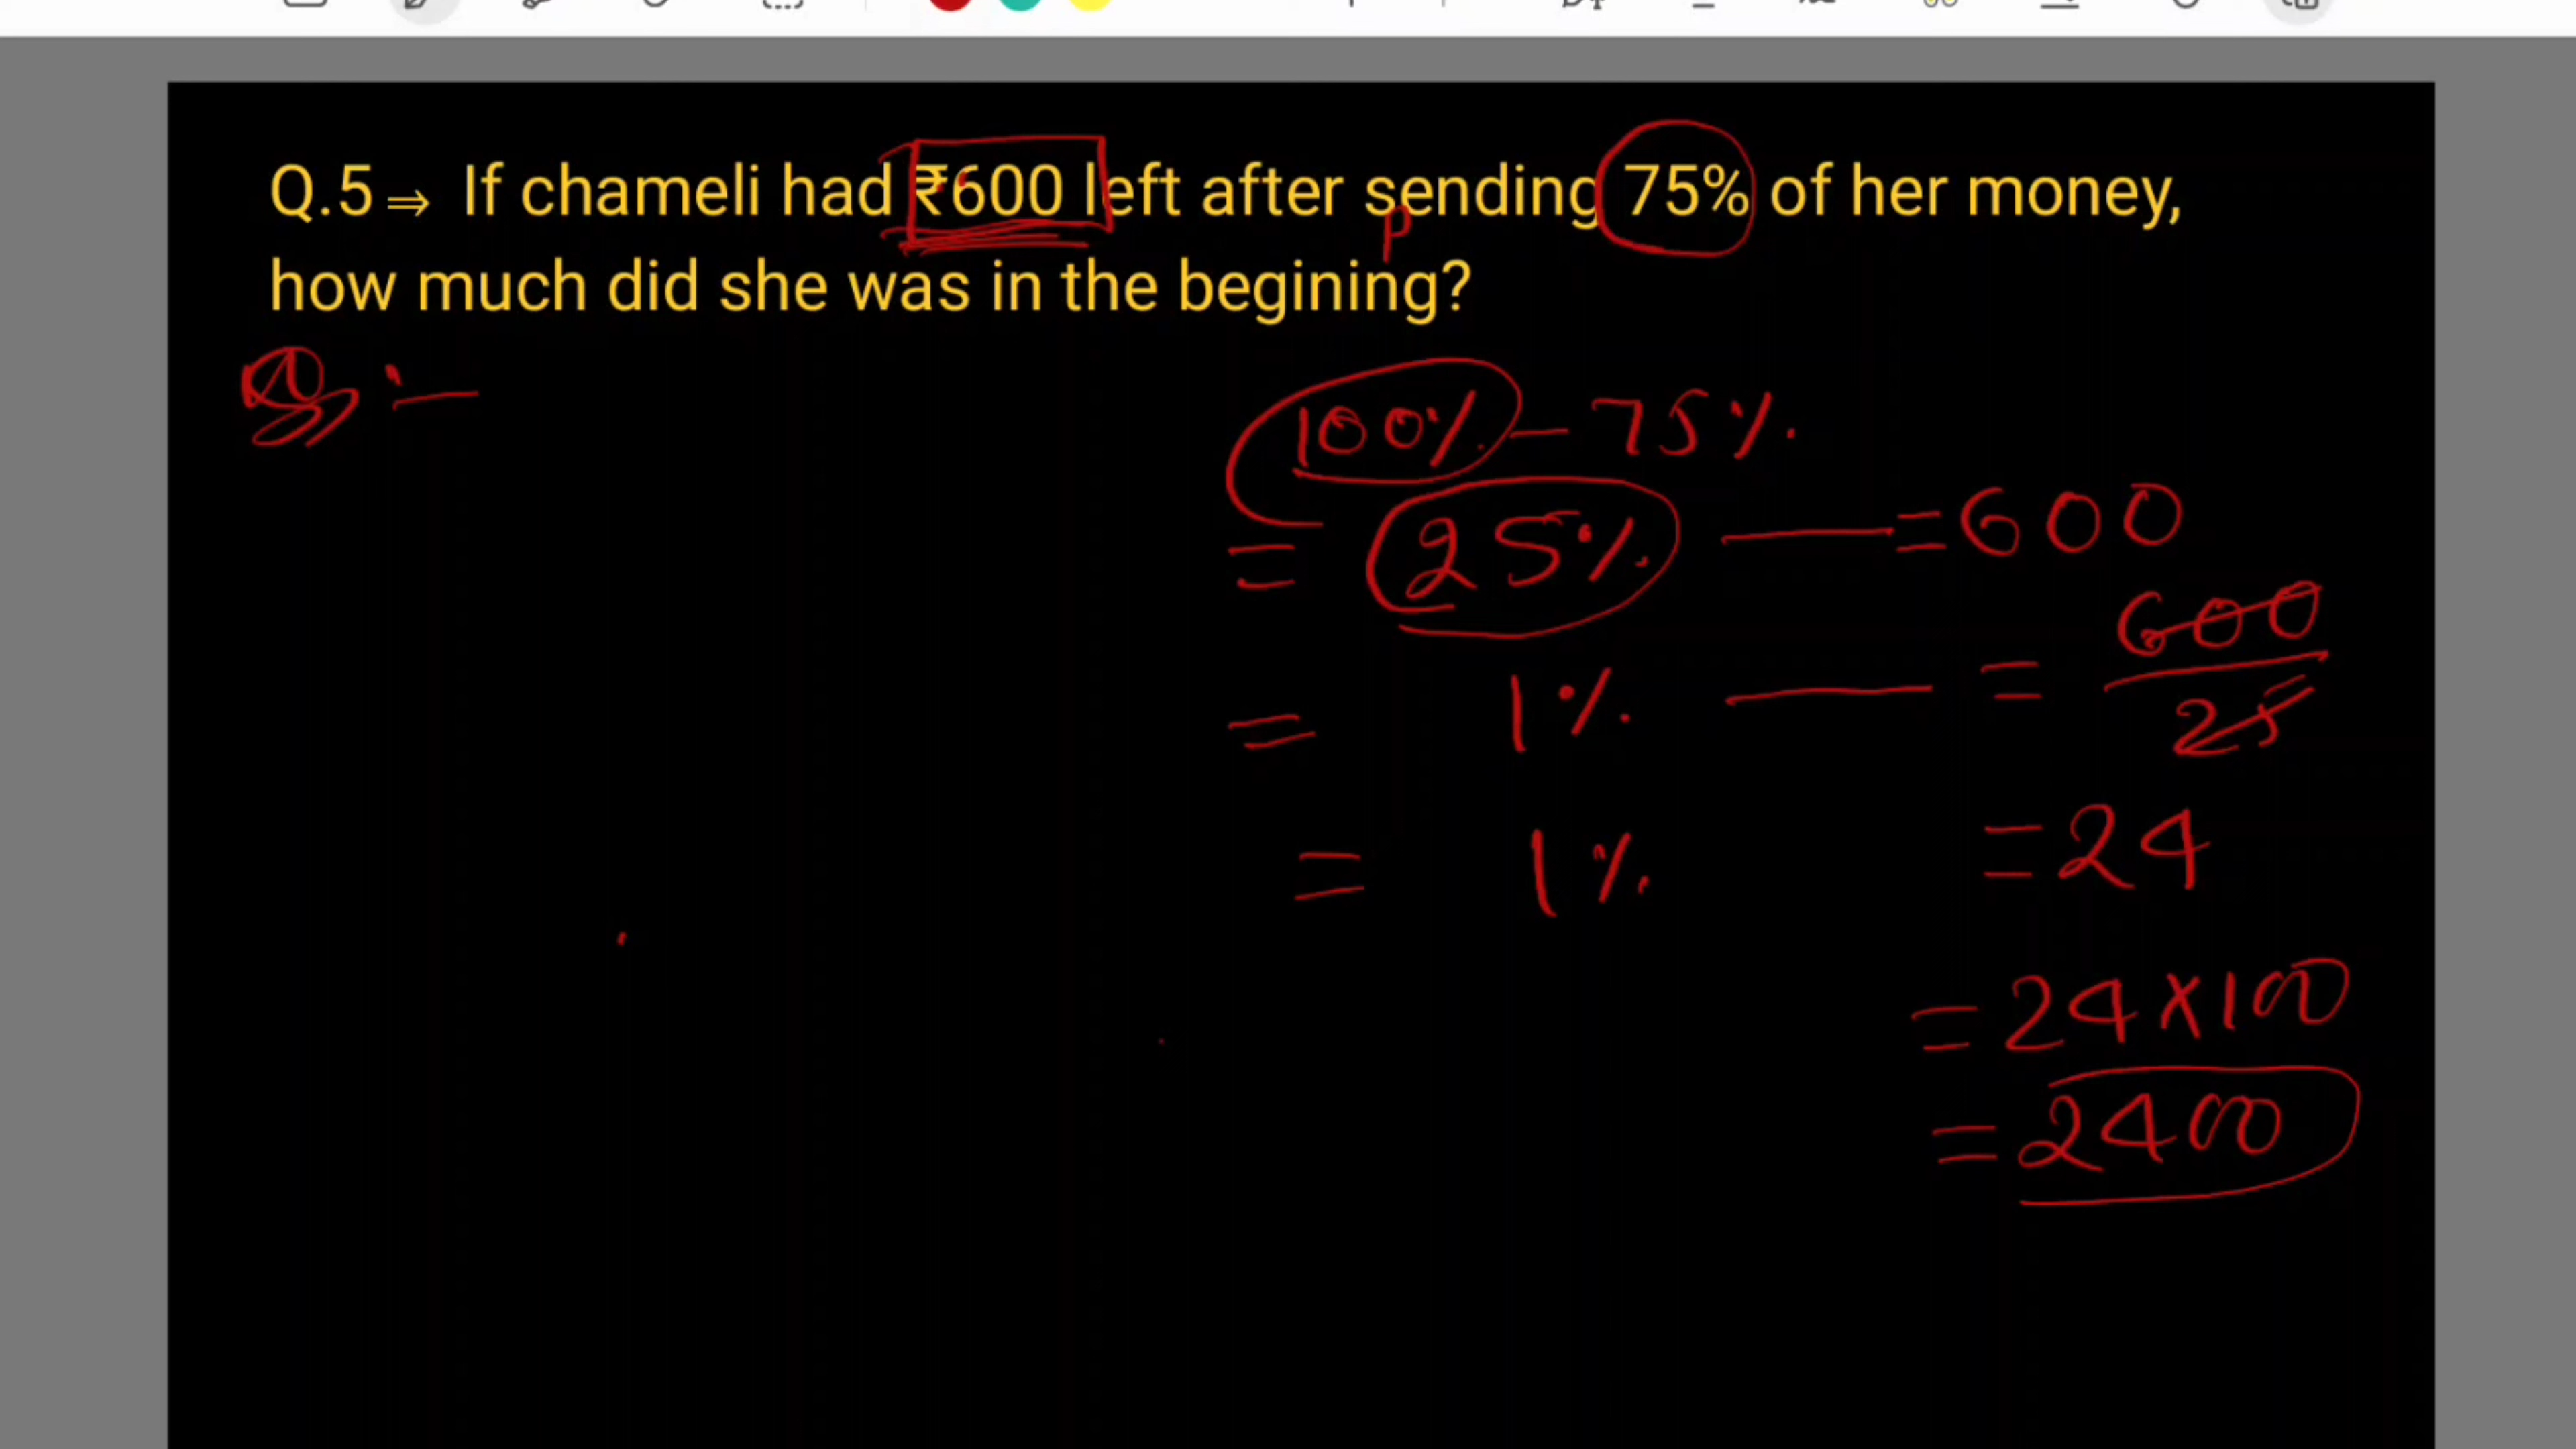 Q.5⇒ If chameli had ₹600 left after sending 75% of her money,
p
how much did she was in the begining?
:-
100% - 75%
= 25% — = 600
= 1% — = 600/25
= 1% = 24
= 24 x 100
= 2400